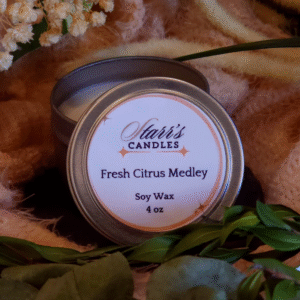 Starr's
CANDLES
Fresh Citrus Medley
Soy Wax
4 oz